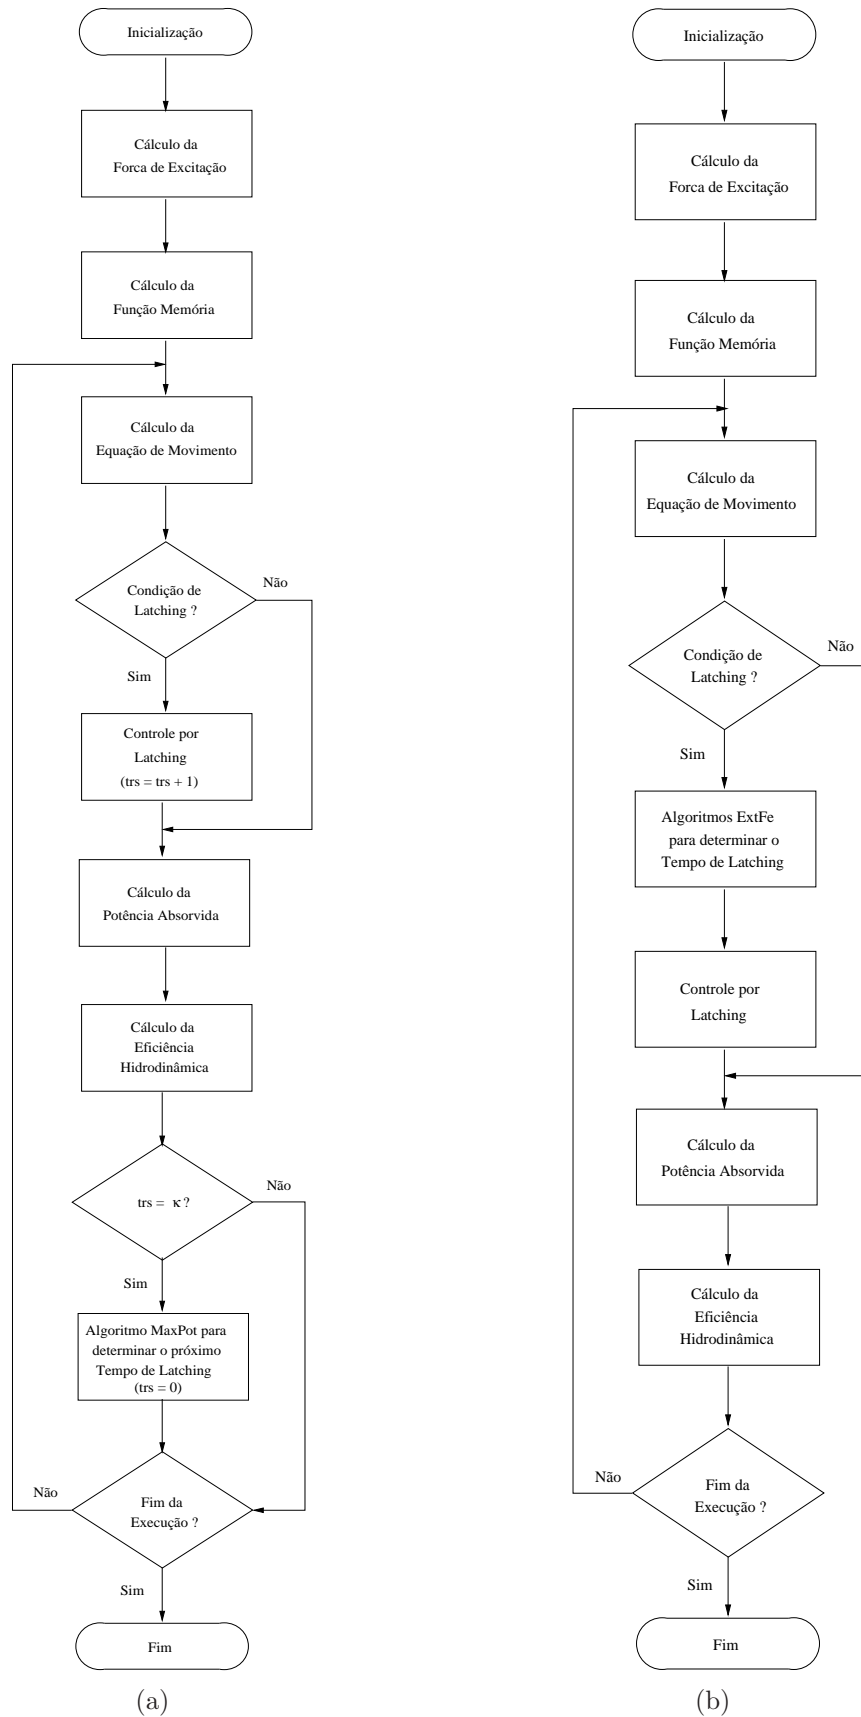 Inicialização
Cálculo da
Forca de Excitação
Cálculo da
Função Memória
Cálculo da
Equação de Movimento
Condição de
Latching ?
Não
Sim
Controle por
Latching
(trs = trs + 1)
Cálculo da
Potência Absorvida
Cálculo da
Eficiência
Hidrodinâmica
trs = κ ?
Não
Sim
Algoritmo MaxPot para
determinar o próximo
Tempo de Latching
(trs = 0)
Não
Fim da
Execução ?
Sim
Fim
(a)
Inicialização
Cálculo da
Forca de Excitação
Cálculo da
Função Memória
Cálculo da
Equação de Movimento
Condição de
Latching ?
Não
Sim
Algoritmos ExtFe
para determinar o
Tempo de Latching
Controle por
Latching
Cálculo da
Potência Absorvida
Cálculo da
Eficiência
Hidrodinâmica
Não
Fim da
Execução ?
Sim
Fim
(b)